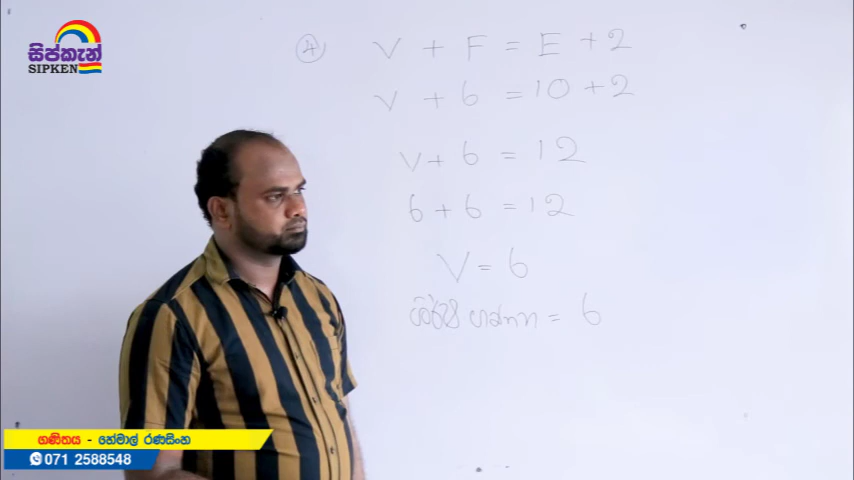 සිප්කැන්
SIPKEN
4 V + F = E + 2
V + 6 = 10 + 2
V + 6 = 12
6 + 6 = 12
V = 6
ශීර්ෂ ගණන = 6
ගණිතය - හේමාල් රණසිංහ
071 2588548